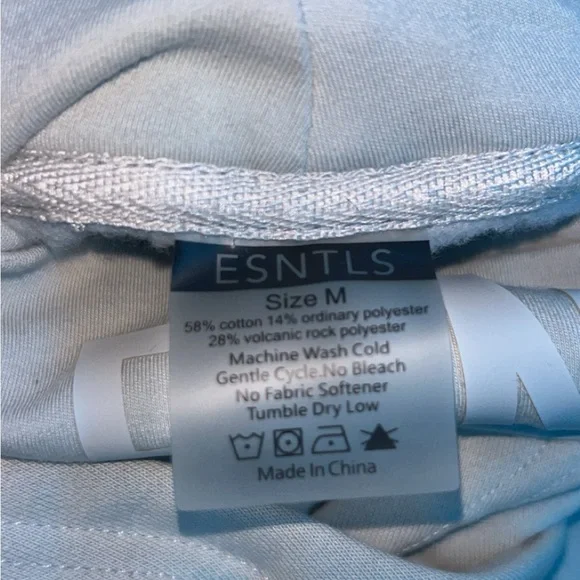 ESNTLS
Size M
58% cotton 14% ordinary polyester
28% volcanic rock polyester
Machine Wash Cold
Gentle Cycle.No Bleach
No Fabric Softener
Tumble Dry Low
Made In China